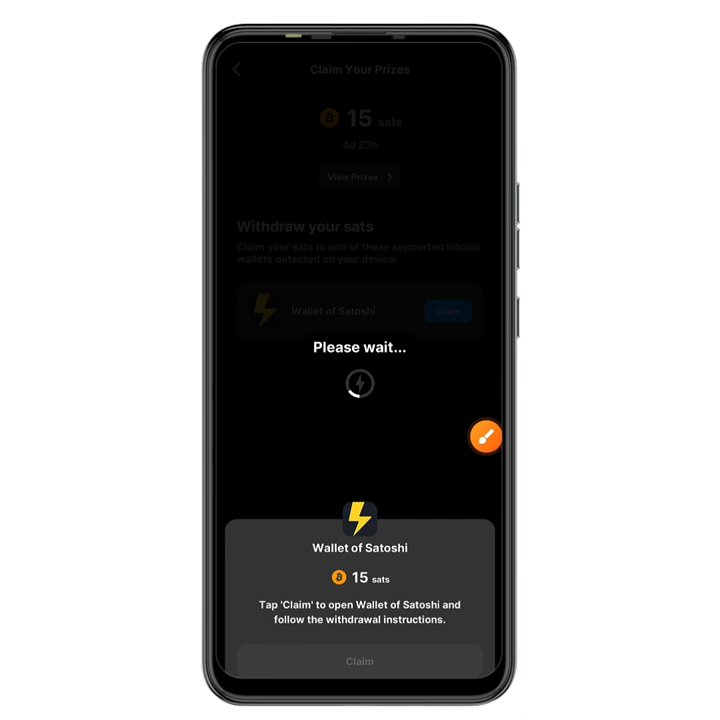 Claim Your Prizes
15 sats
4d 23h
View Prizes
Withdraw your sats
Claim your sats to one of these supported bitcoin
wallets detected on your device.
Wallet of Satoshi
Claim
Please wait...
Wallet of Satoshi
15 sats
Tap 'Claim' to open Wallet of Satoshi and
follow the withdrawal instructions.
Claim